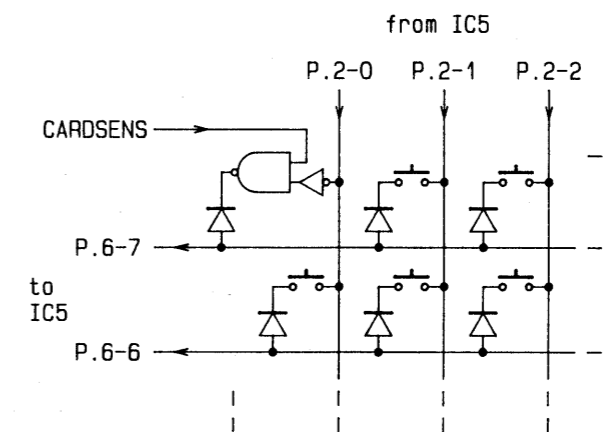 from IC5
P.2-0 P.2-1 P.2-2
CARDSENS
P.6-7
to
IC5
P.6-6